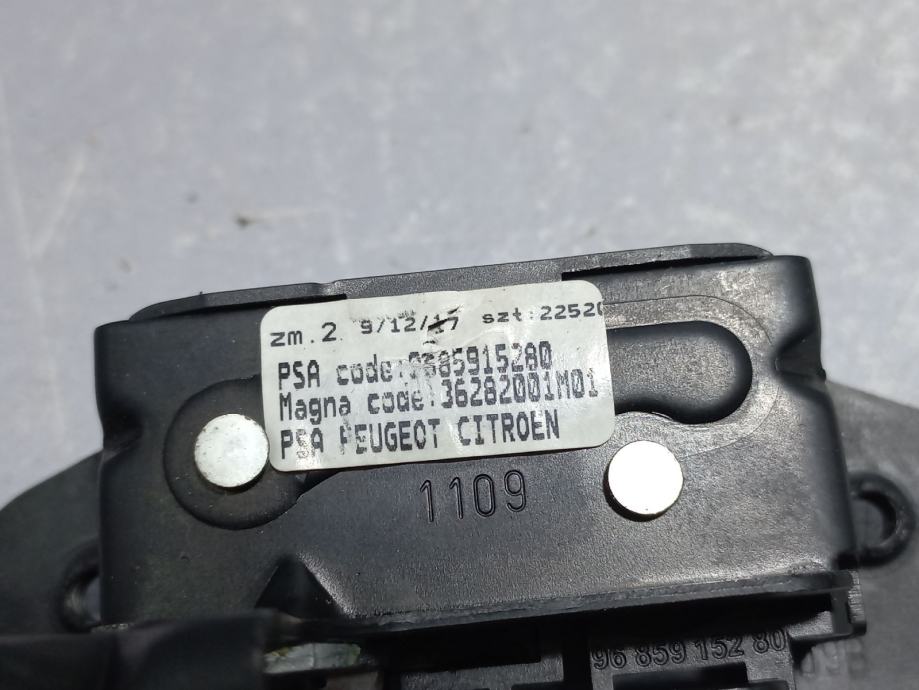 zm.2 9/12/17 szt:22520
PSA code:9685915280
Magna code:36282001M01
PSA PEUGEOT CITROEN
1109
96 859 152 80